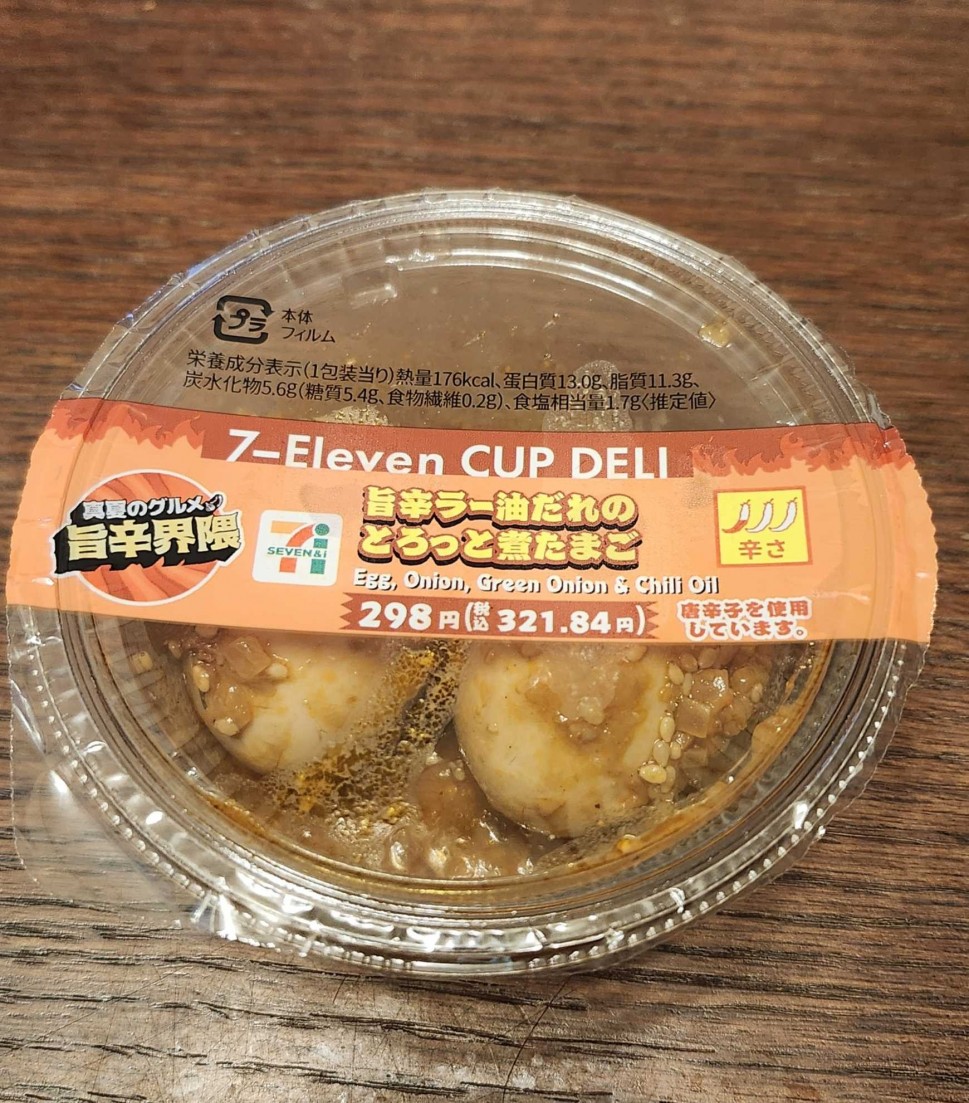 プラ
本体
フィルム
栄養成分表示(1包装当り)熱量176kcal、蛋白質13.0g、脂質11.3g、
炭水化物5.6g(糖質5.4g、食物繊維0.2g)、食塩相当量1.7g〈推定値〉
7-Eleven CUP DELI
真夏のグルメ
旨辛界隈
SEVEN&i
旨辛ラー油だれの
とろっと煮たまご
Egg, Onion, Green Onion & Chili Oil
298円(税込321.84円)
辛さ
唐辛子を使用
しています。